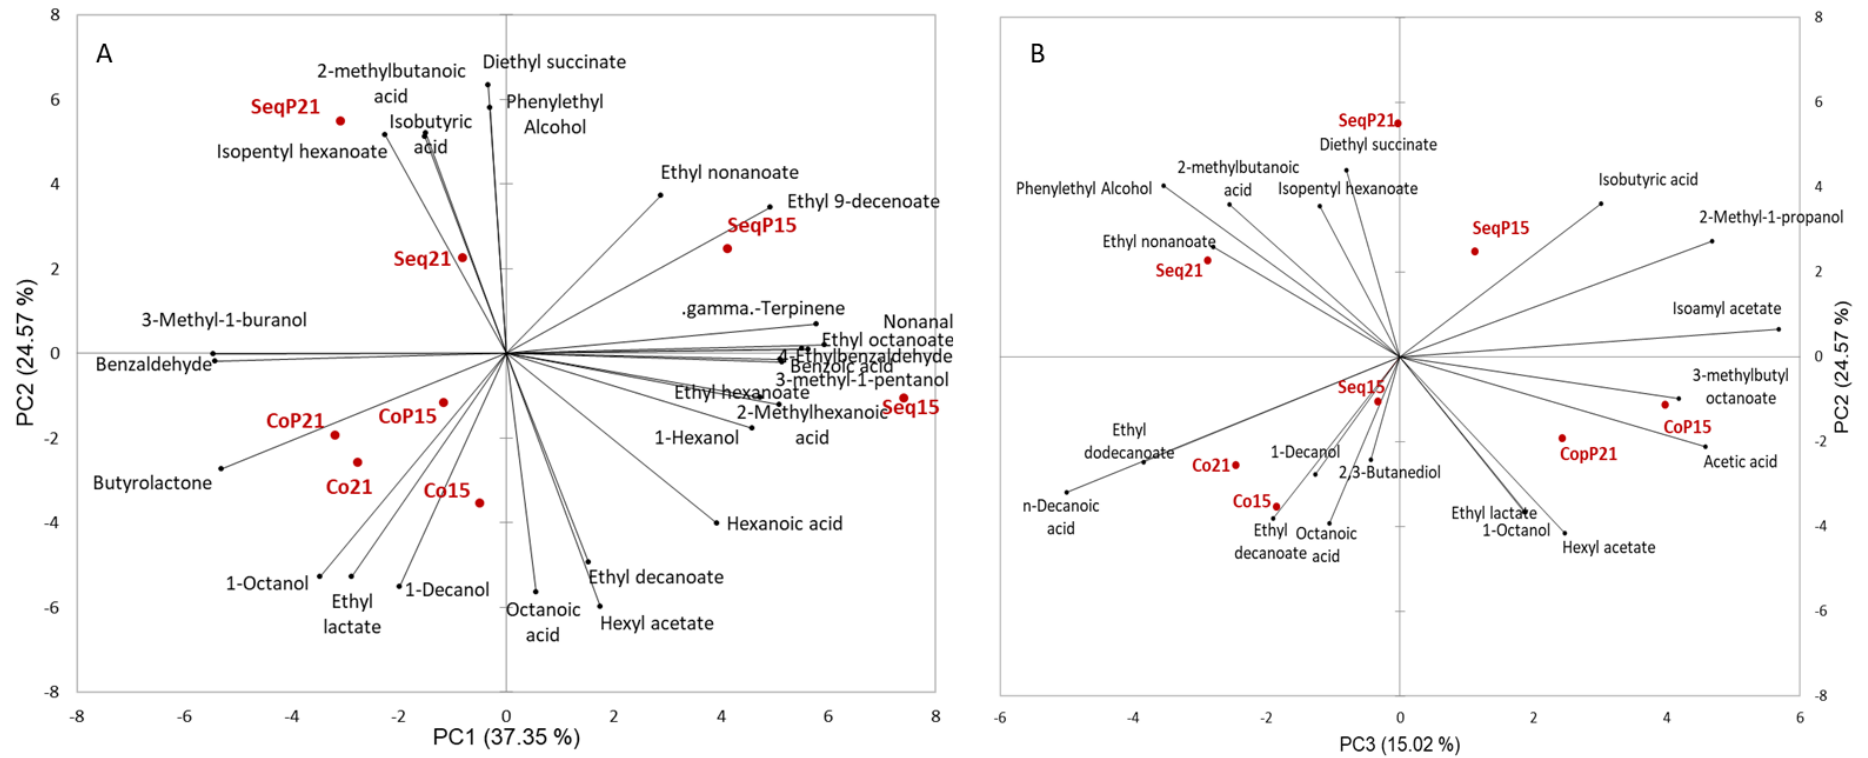 A
8
6
4
2
0
-2
-4
-6
-8
PC2 (24.57 %)
Diethyl succinate
2-methylbutanoic
acid
SeqP21
Phenylethyl
Alcohol
Isobutyric
acid
Isopentyl hexanoate
Ethyl nonanoate
Ethyl 9-decenoate
SeqP15
Seq21
.gamma.-Terpinene
3-Methyl-1-buranol
Nonanal
Ethyl octanoate
4-Ethylbenzaldehyde
Benzaldehyde
Benzoic acid
3-methyl-1-pentanol
Ethyl hexanoate
Seq15
2-Methylhexanoic
acid
CoP21
CoP15
1-Hexanol
Butyrolactone
Co21
Co15
Hexanoic acid
1-Octanol
Ethyl
lactate
1-Decanol
Ethyl decanoate
Octanoic
acid
Hexyl acetate
-8
-6
-4
-2
0
2
4
6
8
PC1 (37.35 %)
B
8
6
4
2
0
-2
-4
-6
-8
PC2 (24.57 %)
SeqP21
Diethyl succinate
2-methylbutanoic
acid
Phenylethyl Alcohol
Isopentyl hexanoate
Isobutyric acid
2-Methyl-1-propanol
SeqP15
Ethyl nonanoate
Seq21
Isoamyl acetate
Seq15
3-methylbutyl
octanoate
CoP15
Ethyl
dodecanoate
1-Decanol
CopP21
Acetic acid
Co21
2,3-Butanediol
n-Decanoic
acid
Co15
Ethyl
decanoate
Octanoic
acid
Ethyl lactate
1-Octanol
Hexyl acetate
-6
-4
-2
0
2
4
6
PC3 (15.02 %)